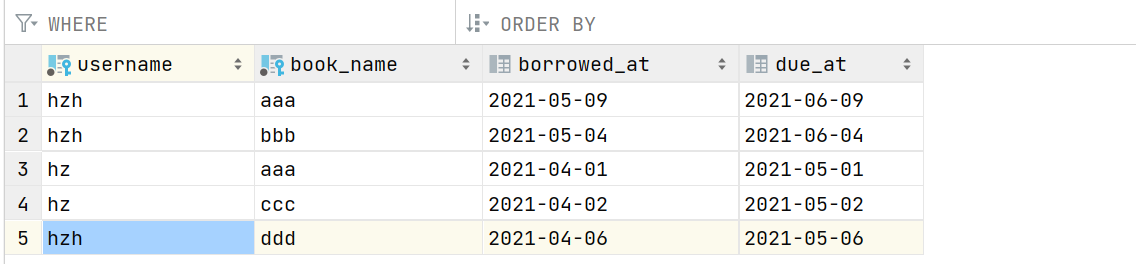 WHERE ORDER BY
username book_name borrowed_at due_at
1 hzh aaa 2021-05-09 2021-06-09
2 hzh bbb 2021-05-04 2021-06-04
3 hz aaa 2021-04-01 2021-05-01
4 hz ccc 2021-04-02 2021-05-02
5 hzh ddd 2021-04-06 2021-05-06